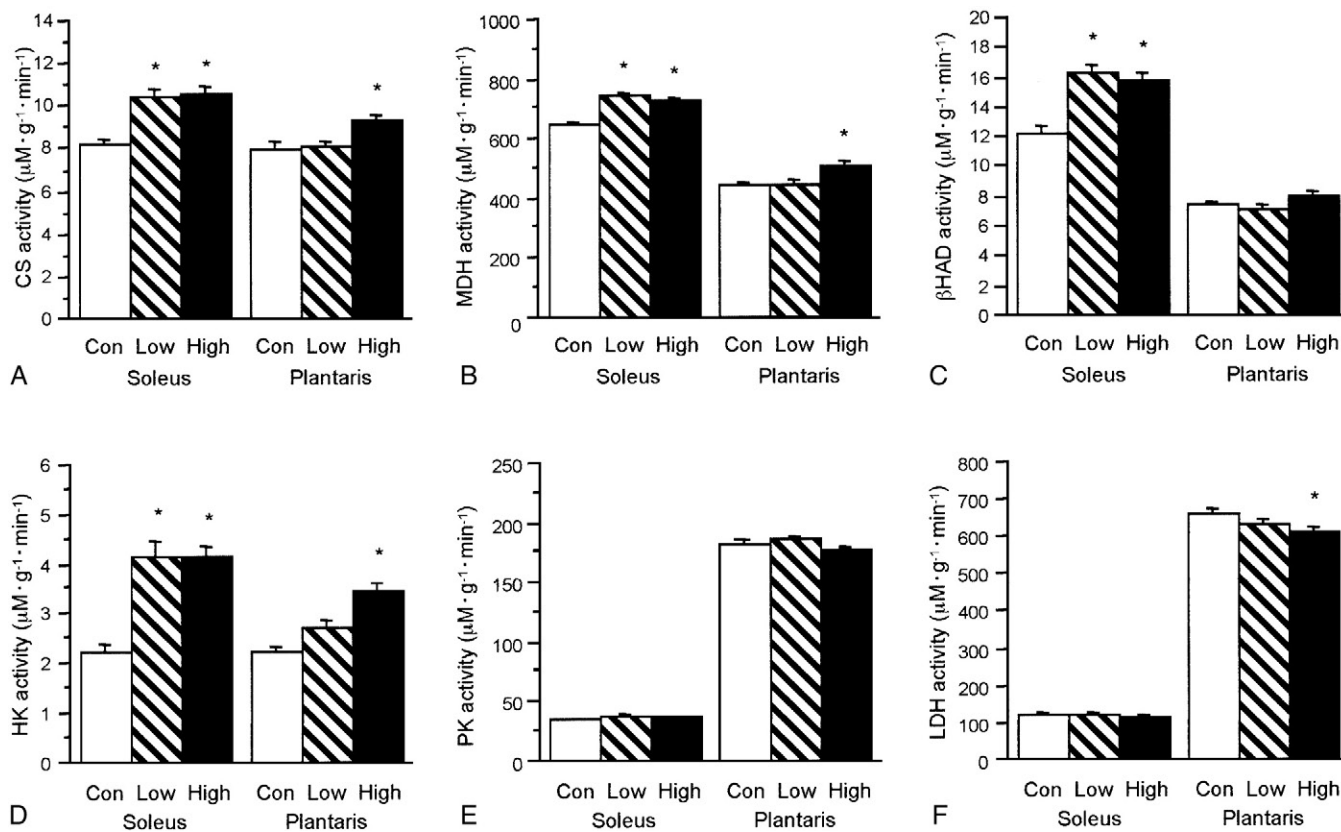 CS activity (μM · g⁻¹ · min⁻¹)
14
12
10
8
6
4
2
0
* * *
Con Low High Con Low High
Soleus Plantaris
A
MDH activity (μM · g⁻¹ · min⁻¹)
1000
800
600
400
200
0
* * *
Con Low High Con Low High
Soleus Plantaris
B
βHAD activity (μM · g⁻¹ · min⁻¹)
20
18
16
14
12
10
8
6
4
2
0
* *
Con Low High Con Low High
Soleus Plantaris
C
HK activity (μM · g⁻¹ · min⁻¹)
6
5
4
3
2
1
0
* * *
Con Low High Con Low High
Soleus Plantaris
D
PK activity (μM · g⁻¹ · min⁻¹)
250
200
150
100
50
0
Con Low High Con Low High
Soleus Plantaris
E
LDH activity (μM · g⁻¹ · min⁻¹)
800
700
600
500
400
300
200
100
0
*
Con Low High Con Low High
Soleus Plantaris
F